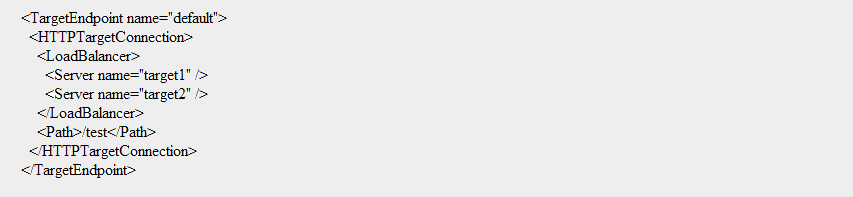 <TargetEndpoint name="default">
<HTTPTargetConnection>
<LoadBalancer>
<Server name="target1" />
<Server name="target2" />
</LoadBalancer>
<Path>/test</Path>
</HTTPTargetConnection>
</TargetEndpoint>